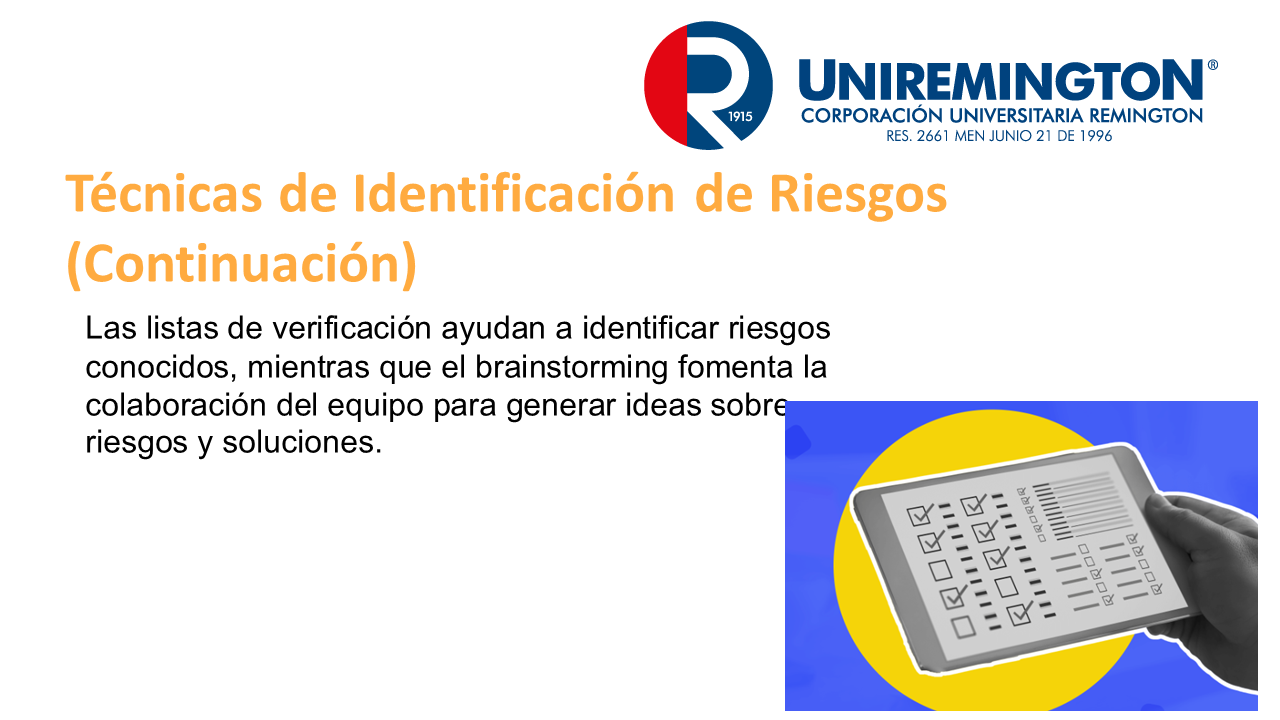 R
1915
UNIREMINGTON®
CORPORACIÓN UNIVERSITARIA REMINGTON
RES. 2661 MEN JUNIO 21 DE 1996
Técnicas de Identificación de Riesgos
(Continuación)
Las listas de verificación ayudan a identificar riesgos
conocidos, mientras que el brainstorming fomenta la
colaboración del equipo para generar ideas sobre
riesgos y soluciones.